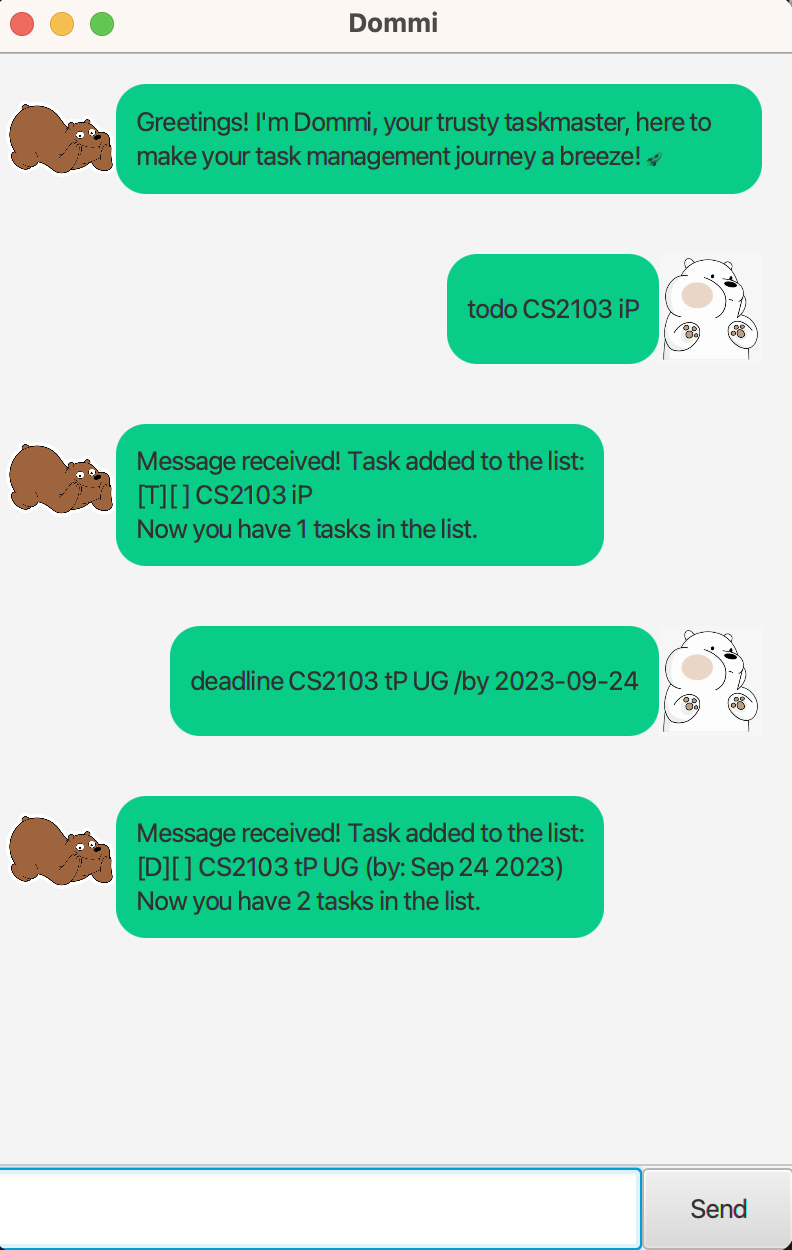 Dommi
Greetings! I'm Dommi, your trusty taskmaster, here to
make your task management journey a breeze! 🚀
todo CS2103 iP
Message received! Task added to the list:
[T][ ] CS2103 iP
Now you have 1 tasks in the list.
deadline CS2103 tP UG /by 2023-09-24
Message received! Task added to the list:
[D][ ] CS2103 tP UG (by: Sep 24 2023)
Now you have 2 tasks in the list.
Send